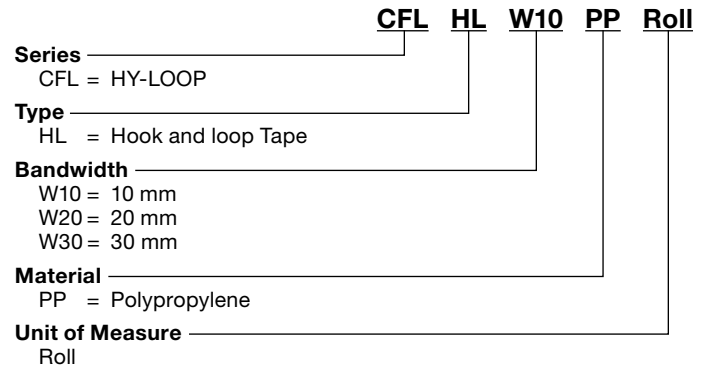 CFL HL W10 PP Roll
Series
CFL = HY-LOOP
Type
HL = Hook and loop Tape
Bandwidth
W10 = 10 mm
W20 = 20 mm
W30 = 30 mm
Material
PP = Polypropylene
Unit of Measure
Roll